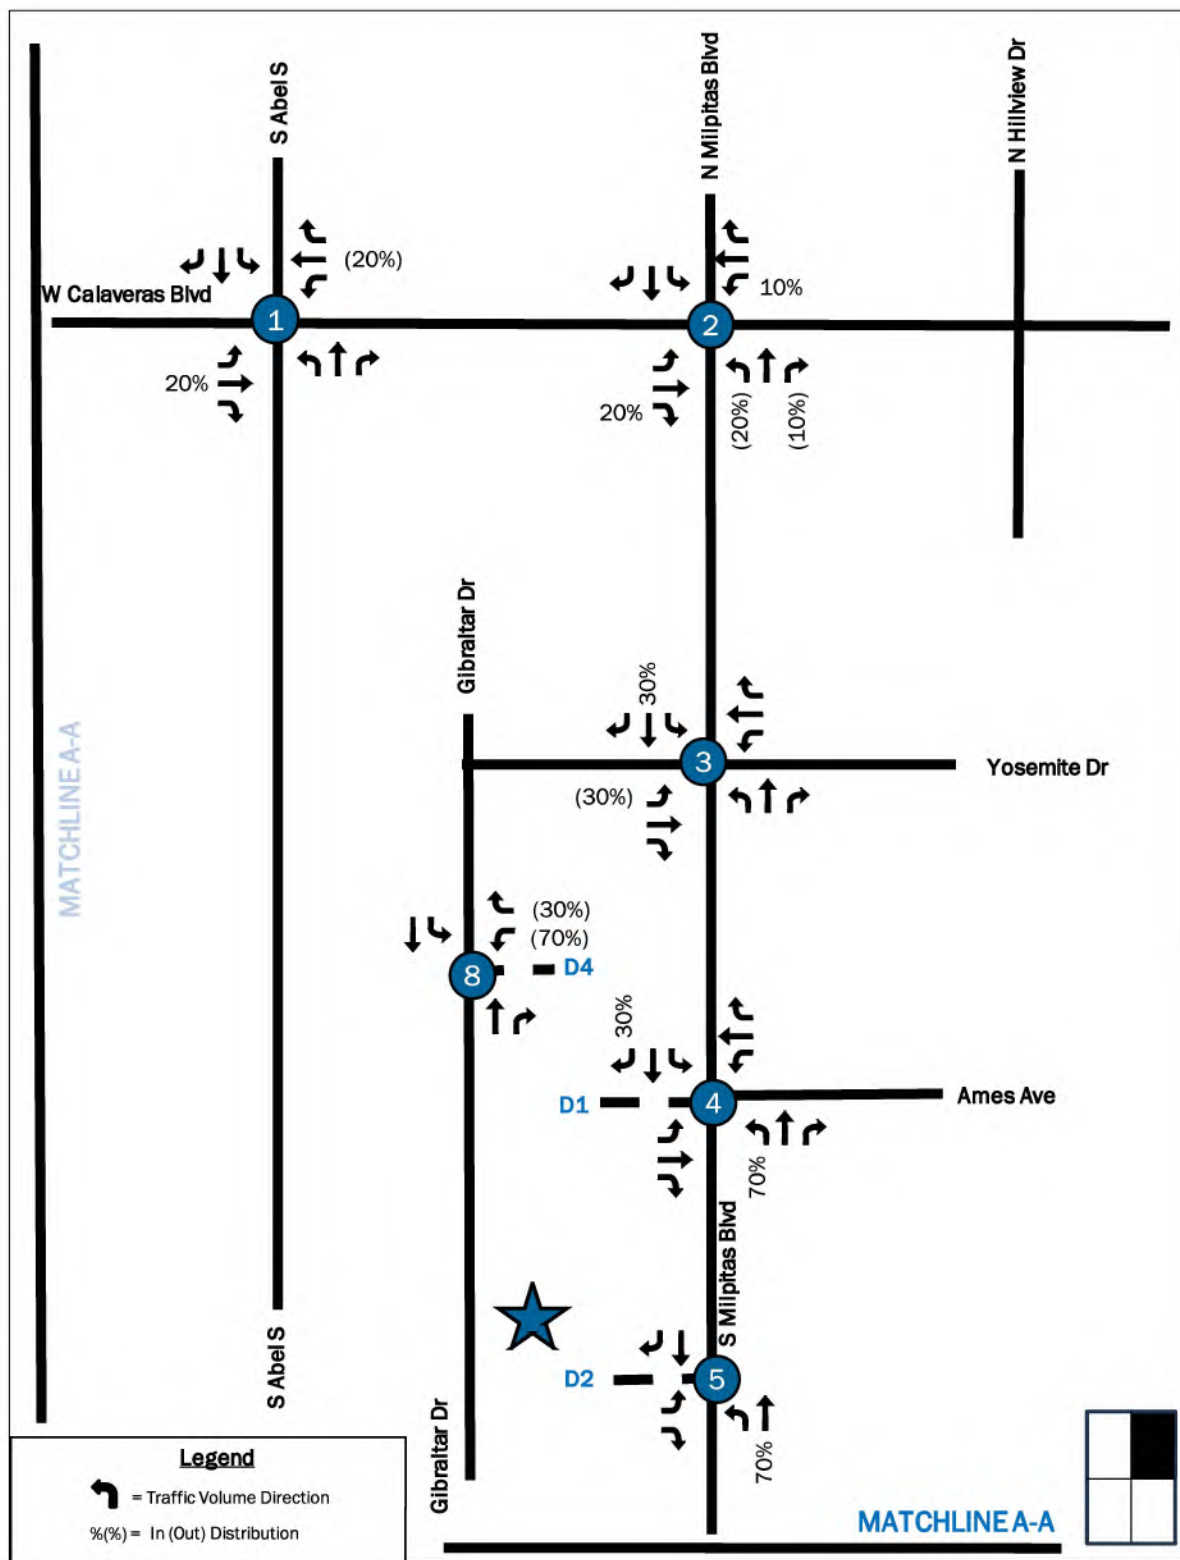 S Abel S
N Milpitas Blvd
N Hillview Dr
(20%)
10%
W Calaveras Blvd
1
2
20%
20%
(20%)
(10%)
Gibraltar Dr
30%
MATCHLINE A-A
3
Yosemite Dr
(30%)
(30%)
(70%)
8
D4
30%
D1
4
Ames Ave
70%
S Milpitas Blvd
S Abel S
D2
5
Gibraltar Dr
70%
Legend
= Traffic Volume Direction
%(%) = In (Out) Distribution
MATCHLINE A-A